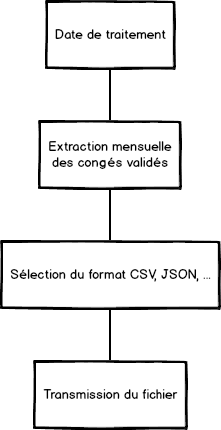 Date de traitement
Extraction mensuelle
des congés validés
Sélection du format CSV, JSON, ...
Transmission du fichier